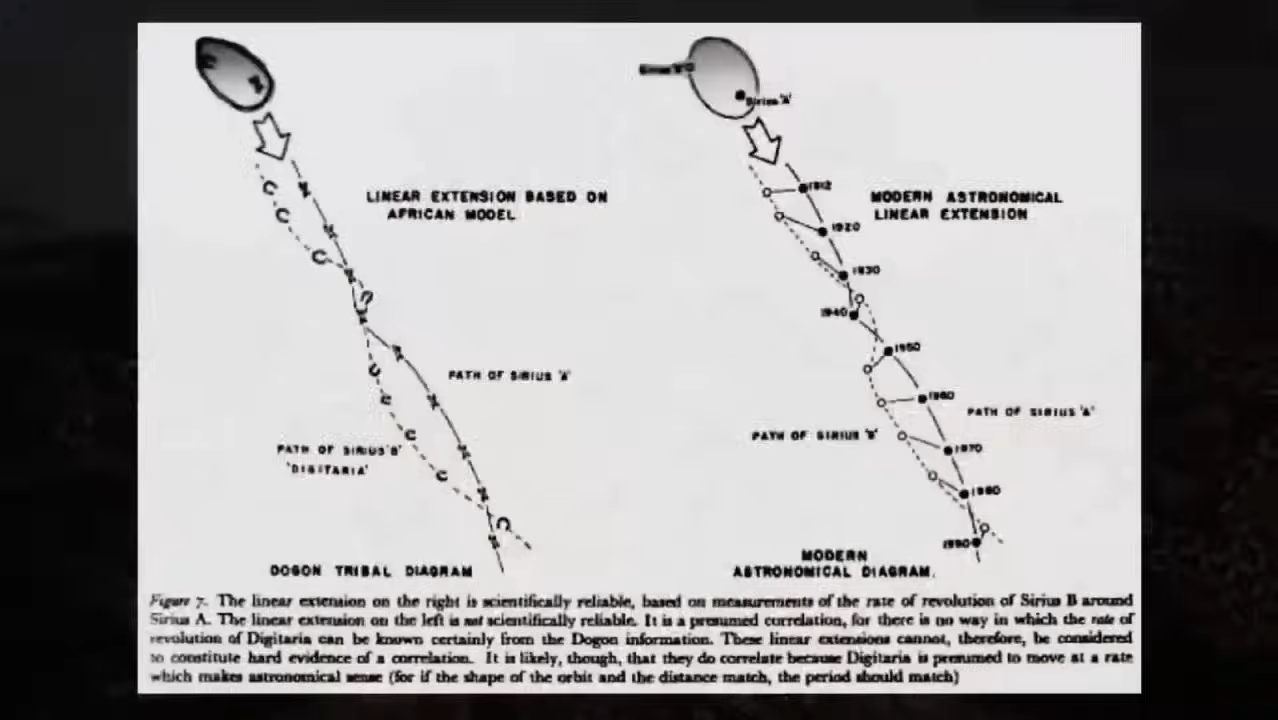 Sirius 'A'
LINEAR EXTENSION BASED ON
AFRICAN MODEL
MODERN ASTRONOMICAL
LINEAR EXTENSION
1912
1920
1930
1940
1950
1960
1970
1980
1990
PATH OF SIRIUS 'A'
PATH OF SIRIUS 'B'
'DIGITARIA'
PATH OF SIRIUS 'A'
PATH OF SIRIUS 'B'
DOGON TRIBAL DIAGRAM
MODERN
ASTRONOMICAL DIAGRAM.
Figure 7. The linear extension on the right is scientifically reliable, based on measurements of the rate of revolution of Sirius B around
Sirius A. The linear extension on the left is not scientifically reliable. It is a presumed correlation, for there is no way in which the rate of
revolution of Digitaria can be known certainly from the Dogon information. These linear extensions cannot, therefore, be considered
to constitute hard evidence of a correlation. It is likely, though, that they do correlate because Digitaria is presumed to move at a rate
which makes astronomical sense (for if the shape of the orbit and the distance match, the period should match)